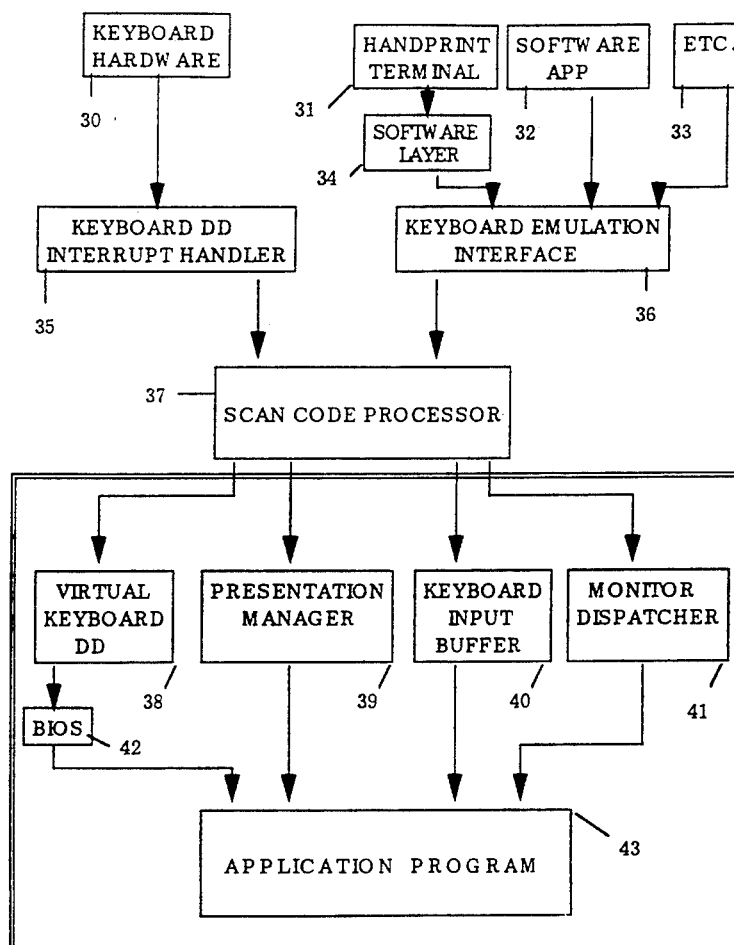 KEYBOARD
HARDWARE
30
HANDPRINT
TERMINAL
31
SOFTWARE
APP
32
ETC.
33
SOFTWARE
LAYER
34
KEYBOARD DD
INTERRUPT HANDLER
35
KEYBOARD EMULATION
INTERFACE
36
37
SCAN CODE PROCESSOR
VIRTUAL
KEYBOARD
DD
38
PRESENTATION
MANAGER
39
KEYBOARD
INPUT
BUFFER
40
MONITOR
DISPATCHER
41
BIOS
42
APPLICATION PROGRAM
43